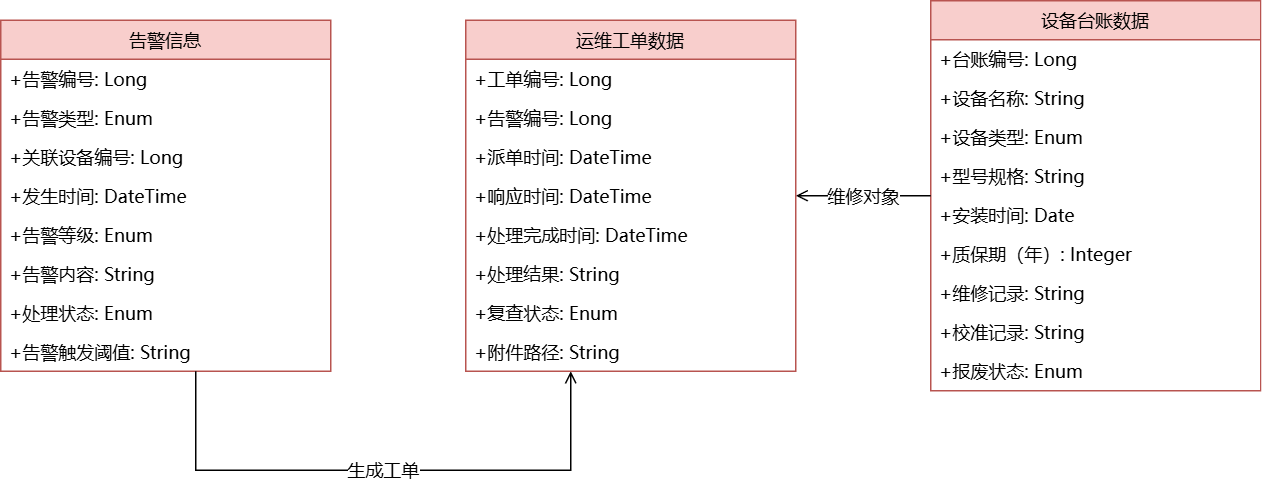 告警信息
+告警编号: Long
+告警类型: Enum
+关联设备编号: Long
+发生时间: DateTime
+告警等级: Enum
+告警内容: String
+处理状态: Enum
+告警触发阈值: String
运维工单数据
+工单编号: Long
+告警编号: Long
+派单时间: DateTime
+响应时间: DateTime
+处理完成时间: DateTime
+处理结果: String
+复查状态: Enum
+附件路径: String
维修对象
设备台账数据
+台账编号: Long
+设备名称: String
+设备类型: Enum
+型号规格: String
+安装时间: Date
+质保期（年）: Integer
+维修记录: String
+校准记录: String
+报废状态: Enum
生成工单